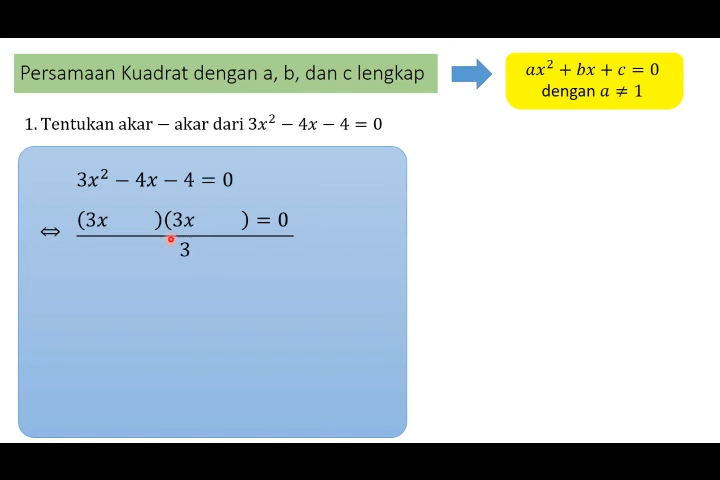 Persamaan Kuadrat dengan a, b, dan c lengkap
ax² + bx + c = 0
dengan a ≠ 1
1. Tentukan akar – akar dari 3x² − 4x − 4 = 0
3x² − 4x − 4 = 0
⇔ (3x )(3x ) = 0
3